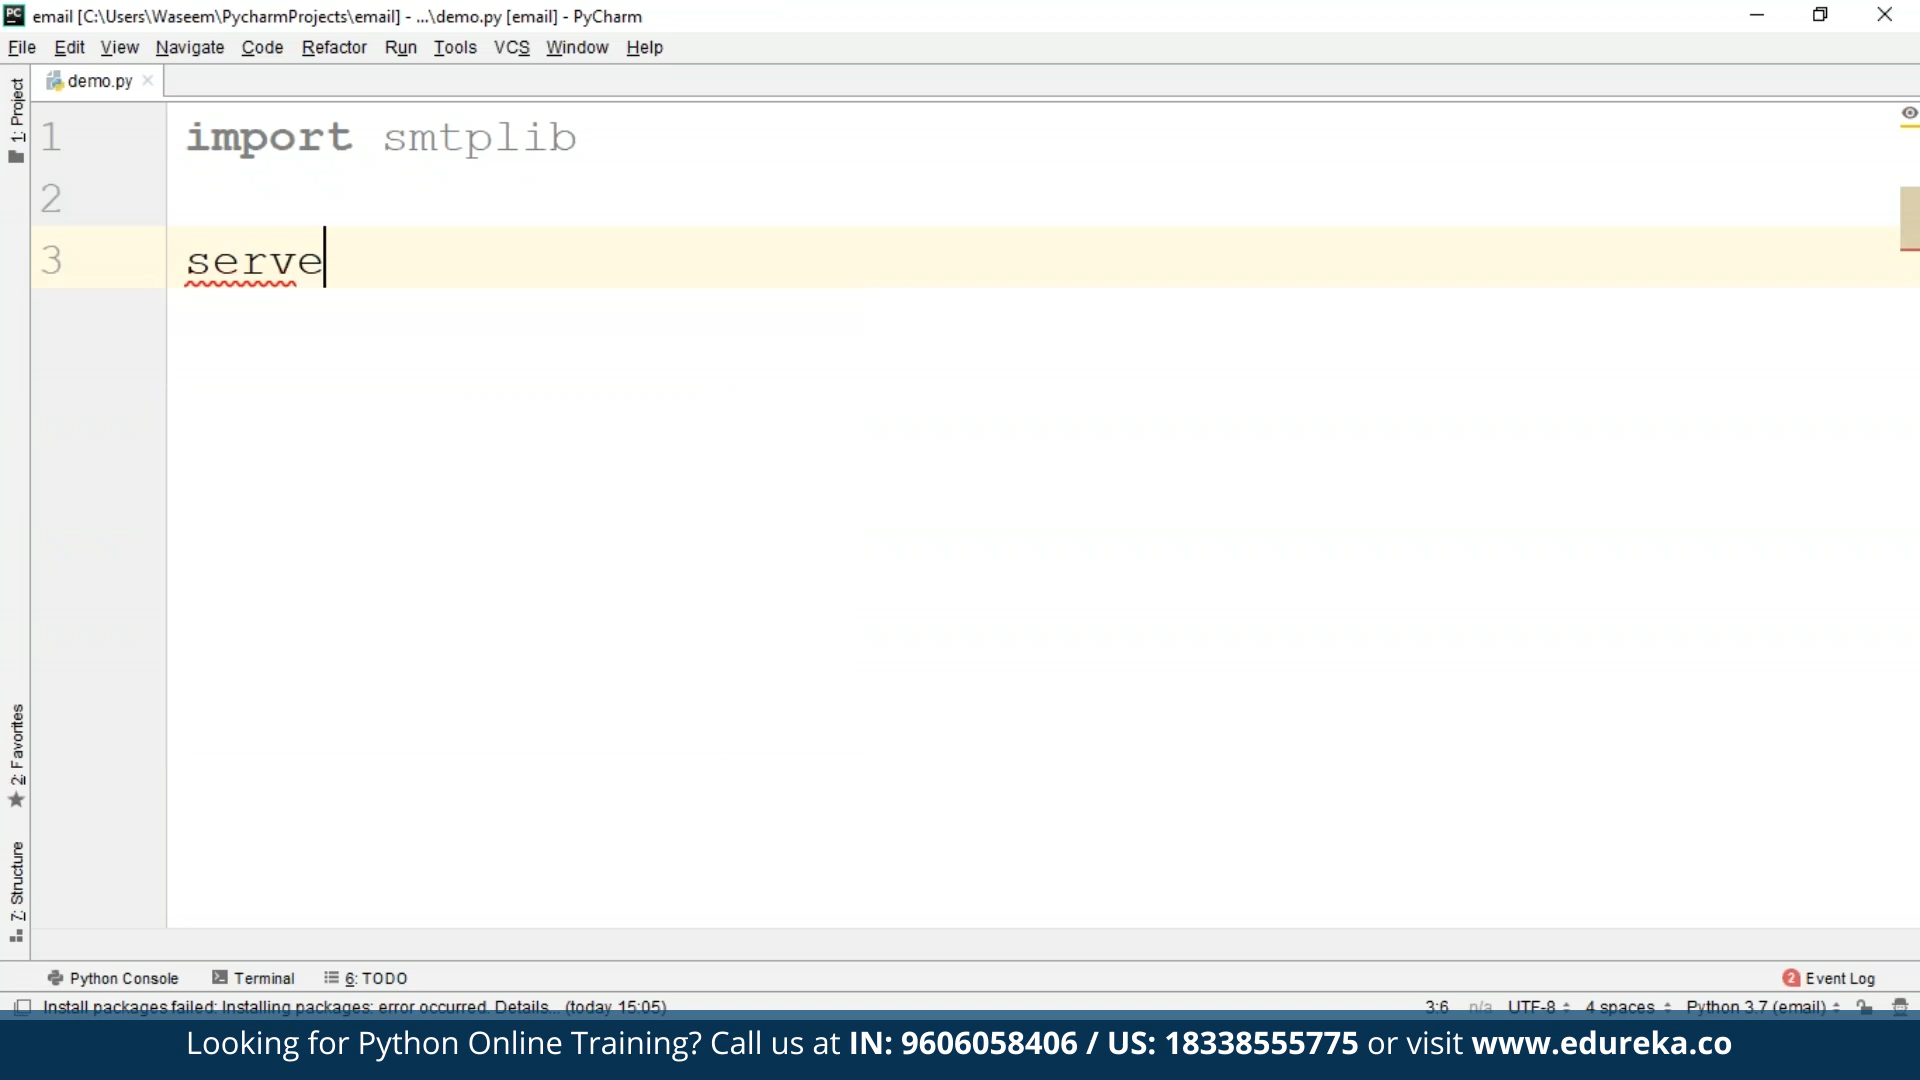 email [C:\Users\Waseem\PycharmProjects\email] - ...\demo.py [email] - PyCharm
File Edit View Navigate Code Refactor Run Tools VCS Window Help
demo.py
1: Project
1 import smtplib
2
3 serve
2: Favorites
7: Structure
Python Console Terminal 6: TODO 2 Event Log
Install packages failed: Installing packages: error occurred. Details... (today 15:05) 3:6 n/a UTF-8 4 spaces Python 3.7 (email)
Looking for Python Online Training? Call us at IN: 9606058406 / US: 18338555775 or visit www.edureka.co